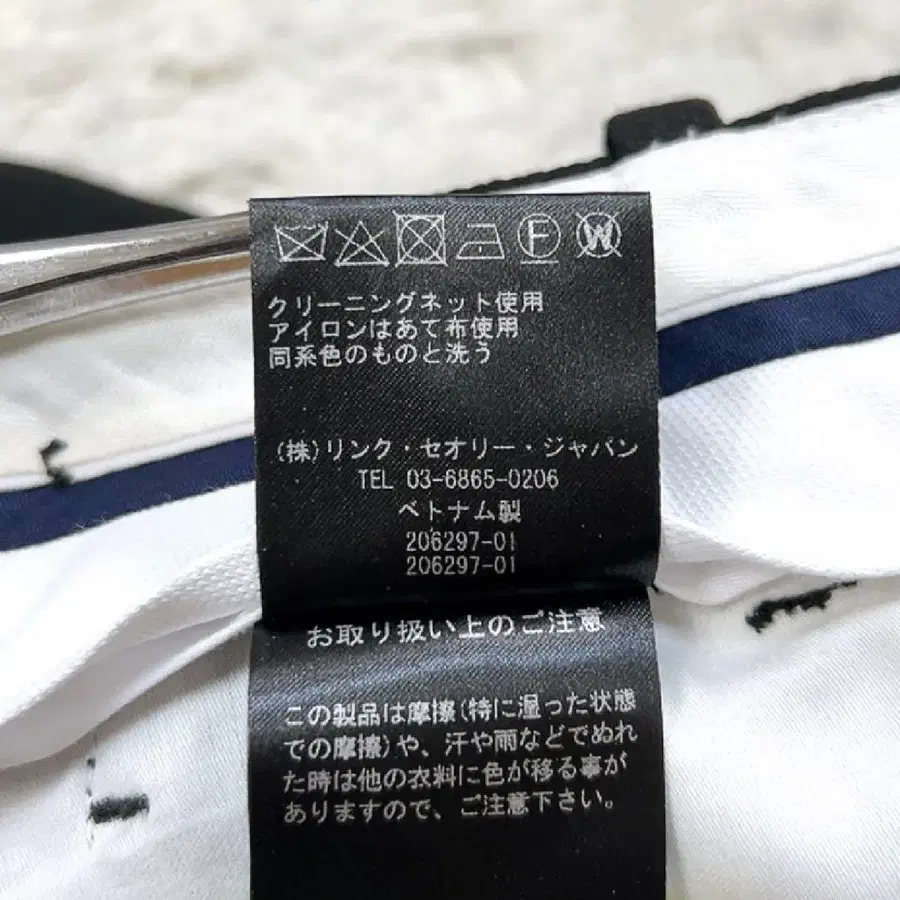 F W
クリーニングネット使用
アイロンはあて布使用
同系色のものと洗う
(株)リンク・セオリー・ジャパン
TEL 03-6865-0206
ベトナム製
206297-01
206297-01
お取り扱い上のご注意
この製品は摩擦(特に湿った状態
での摩擦)や、汗や雨などでぬれ
た時は他の衣料に色が移る事が
ありますので、ご注意下さい。